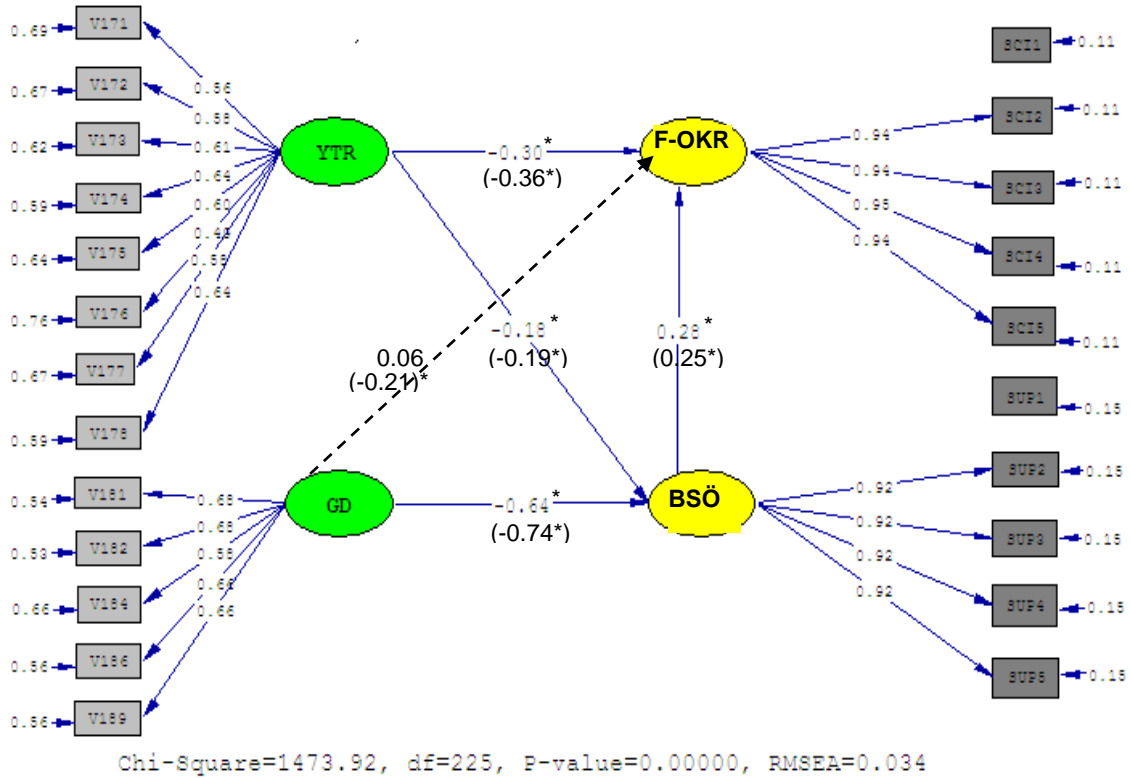 0.69 V171
0.67 V172
0.62 V173
0.59 V174
0.64 V175
0.76 V176
0.67 V177
0.59 V178
0.54 V181
0.53 V182
0.66 V184
0.56 V186
0.56 V189
0.56
0.58
0.61
0.64
0.60
0.64
0.68
0.68
0.58
0.66
0.66
YTR
GD
-0.30*
(-0.36*)
-0.18*
(-0.19*)
0.28*
(0.25*)
0.06
(-0.21)*
-0.64*
(-0.74*)
F-OKR
BSÖ
0.94
0.94
0.95
0.94
0.92
0.92
0.92
0.92
SCI1 0.11
SCI2 0.11
SCI3 0.11
SCI4 0.11
SCI5 0.11
SUP1 0.15
SUP2 0.15
SUP3 0.15
SUP4 0.15
SUP5 0.15
Chi-Square=1473.92, df=225, P-value=0.00000, RMSEA=0.034